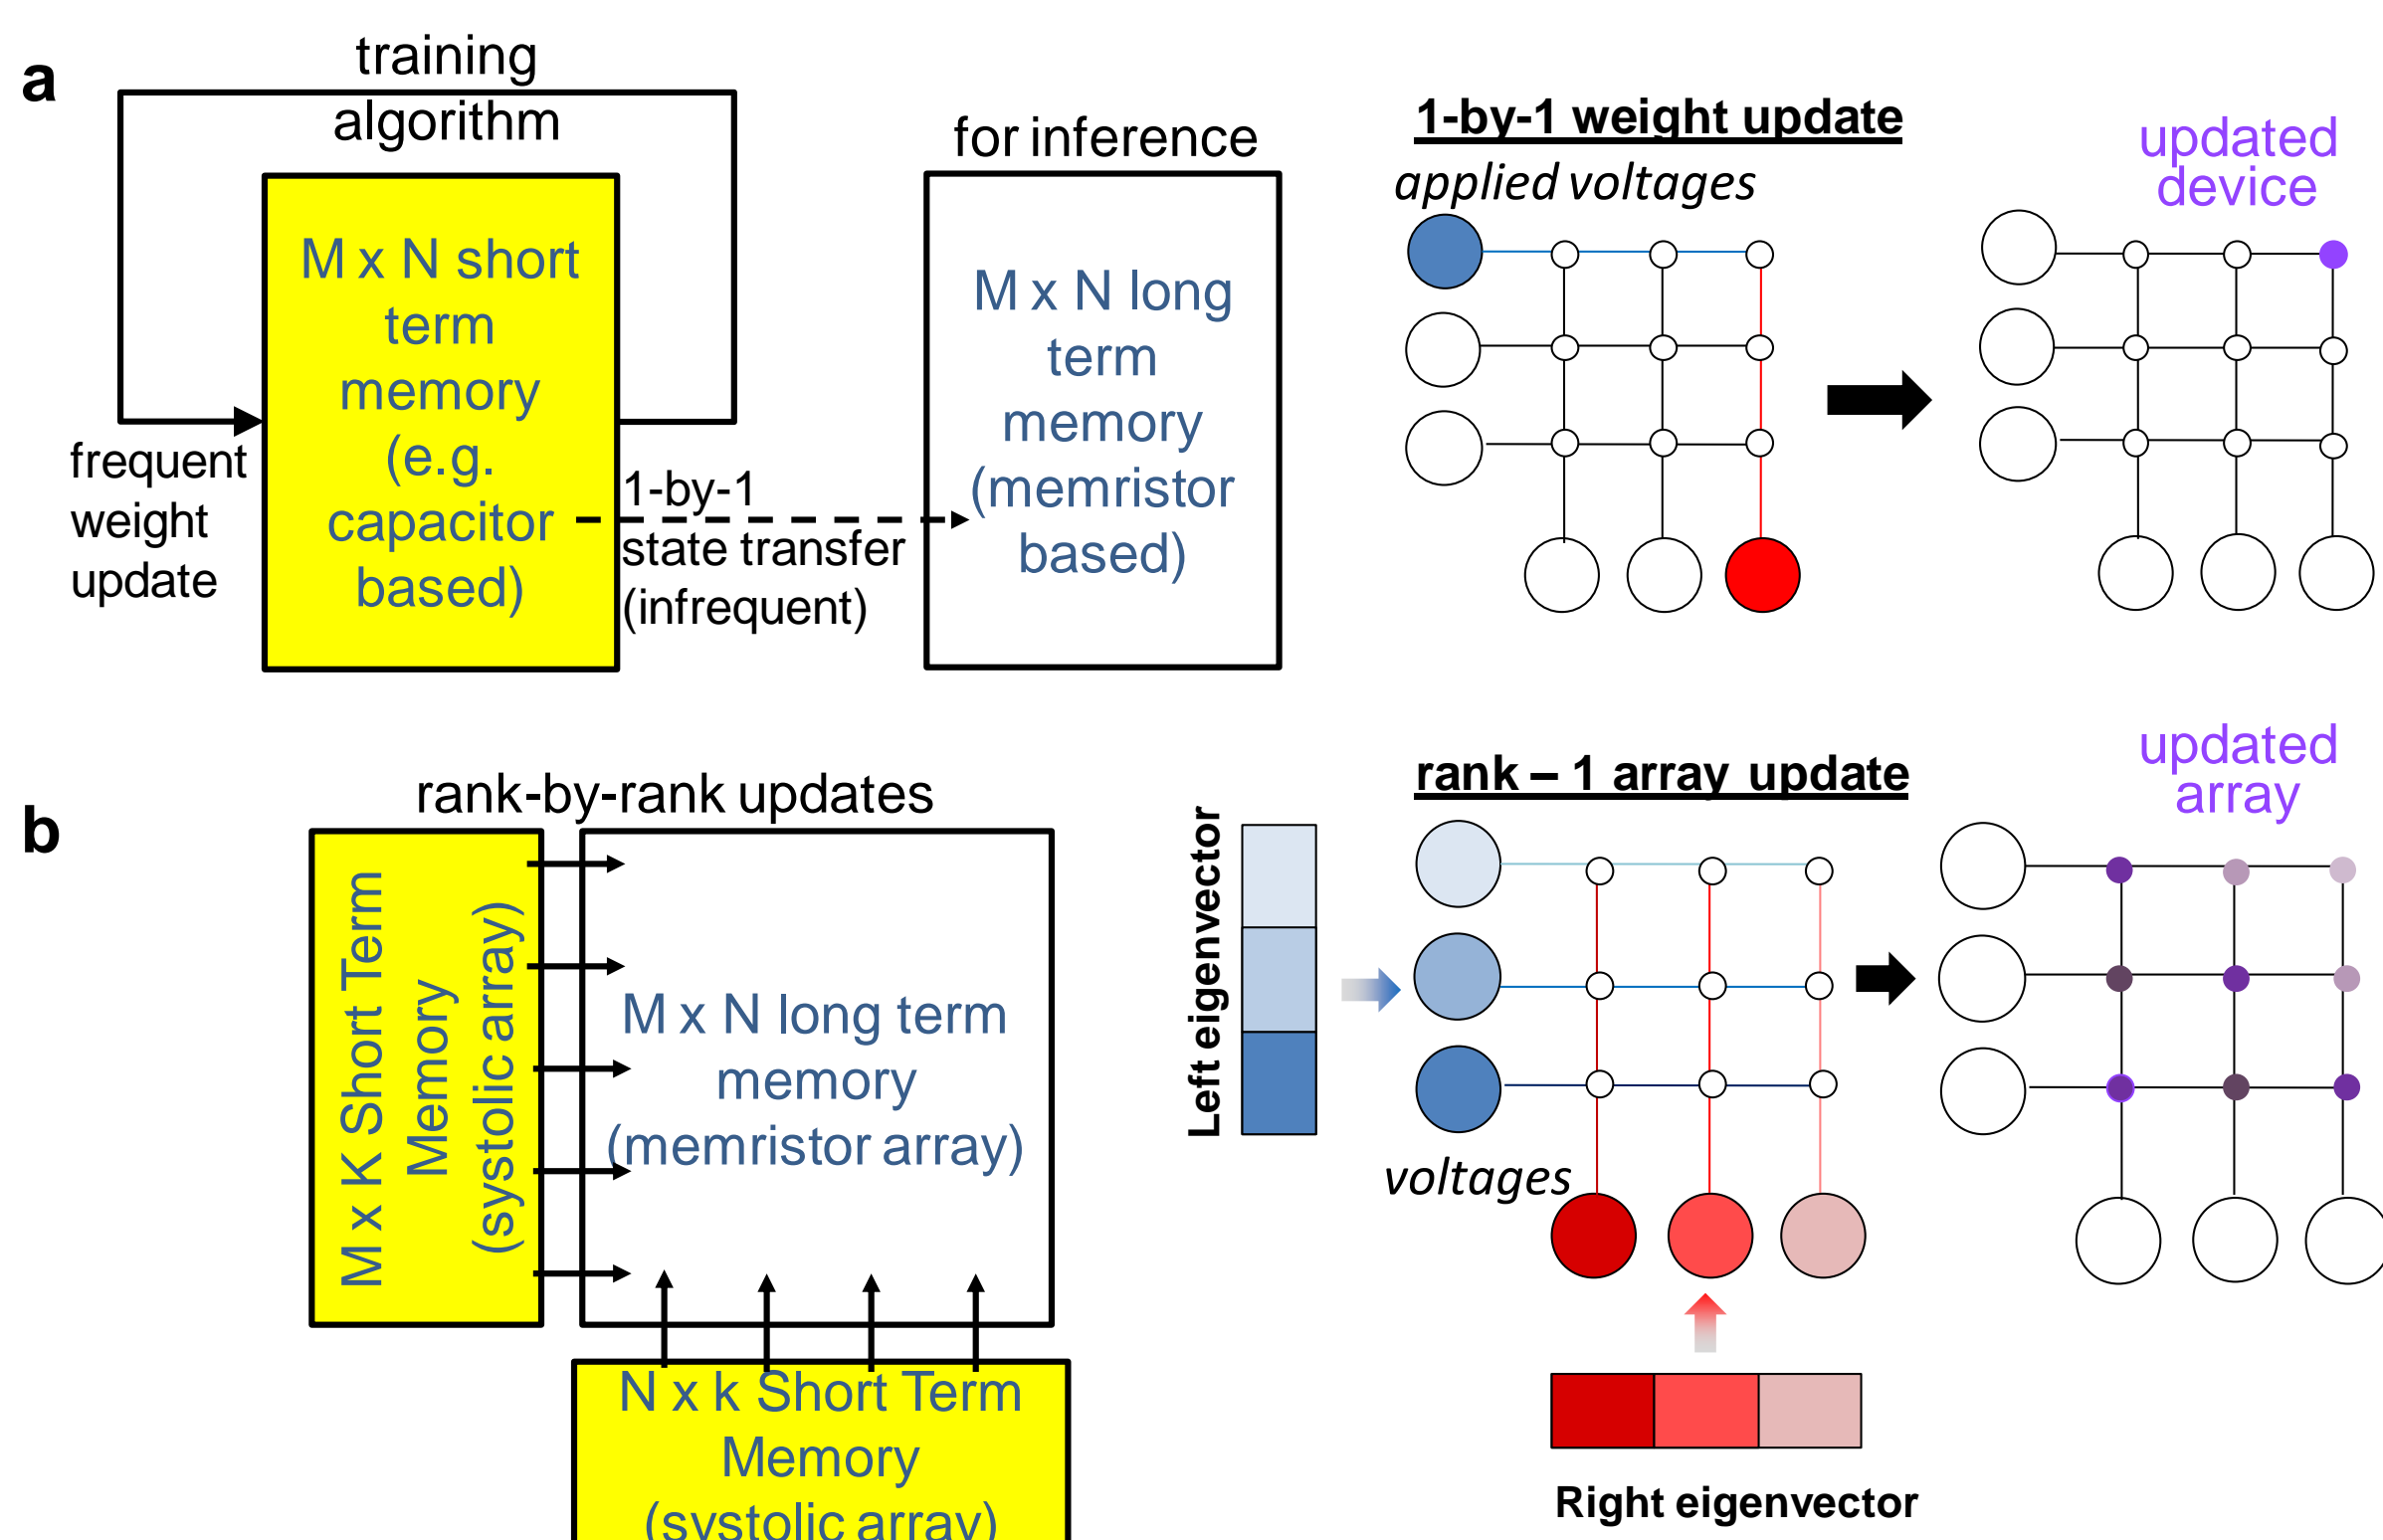 a
training
algorithm
M x N short
term
memory
(e.g.
capacitor
based)
frequent
weight
update
1-by-1
state transfer
(infrequent)
for inference
M x N long
term
memory
(memristor
based)
1-by-1 weight update
applied voltages
updated
device
b
rank-by-rank updates
M x K Short Term
Memory
(systolic array)
M x N long term
memory
(memristor array)
N x k Short Term
Memory
(systolic array)
rank – 1 array update
Left eigenvector
voltages
Right eigenvector
updated
array